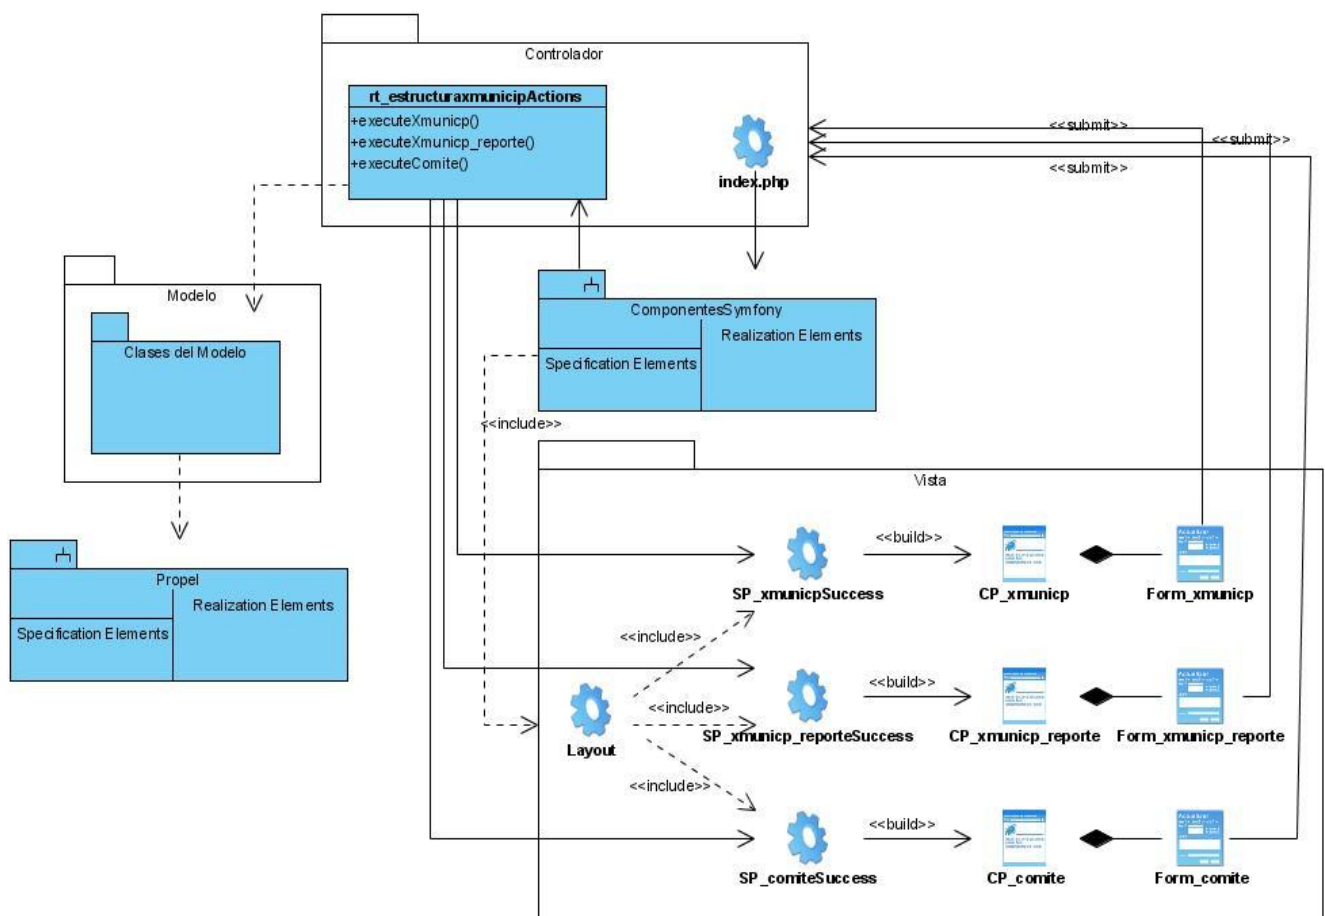 Controlador
rt_estructuraxmunicipActions
+executeXmunicp()
+executeXmunicp_reporte()
+executeComite()
index.php
<<submit>>
<<submit>>
<<submit>>
Modelo
Clases del Modelo
ComponentesSymfony
Realization Elements
Specification Elements
<<include>>
Propel
Realization Elements
Specification Elements
Vista
<<build>>
SP_xmunicpSuccess
CP_xmunicp
Form_xmunicp
<<include>>
<<build>>
<<include>>
Layout
SP_xmunicp_reporteSuccess
CP_xmunicp_reporte
Form_xmunicp_reporte
<<include>>
<<build>>
SP_comiteSuccess
CP_comite
Form_comite